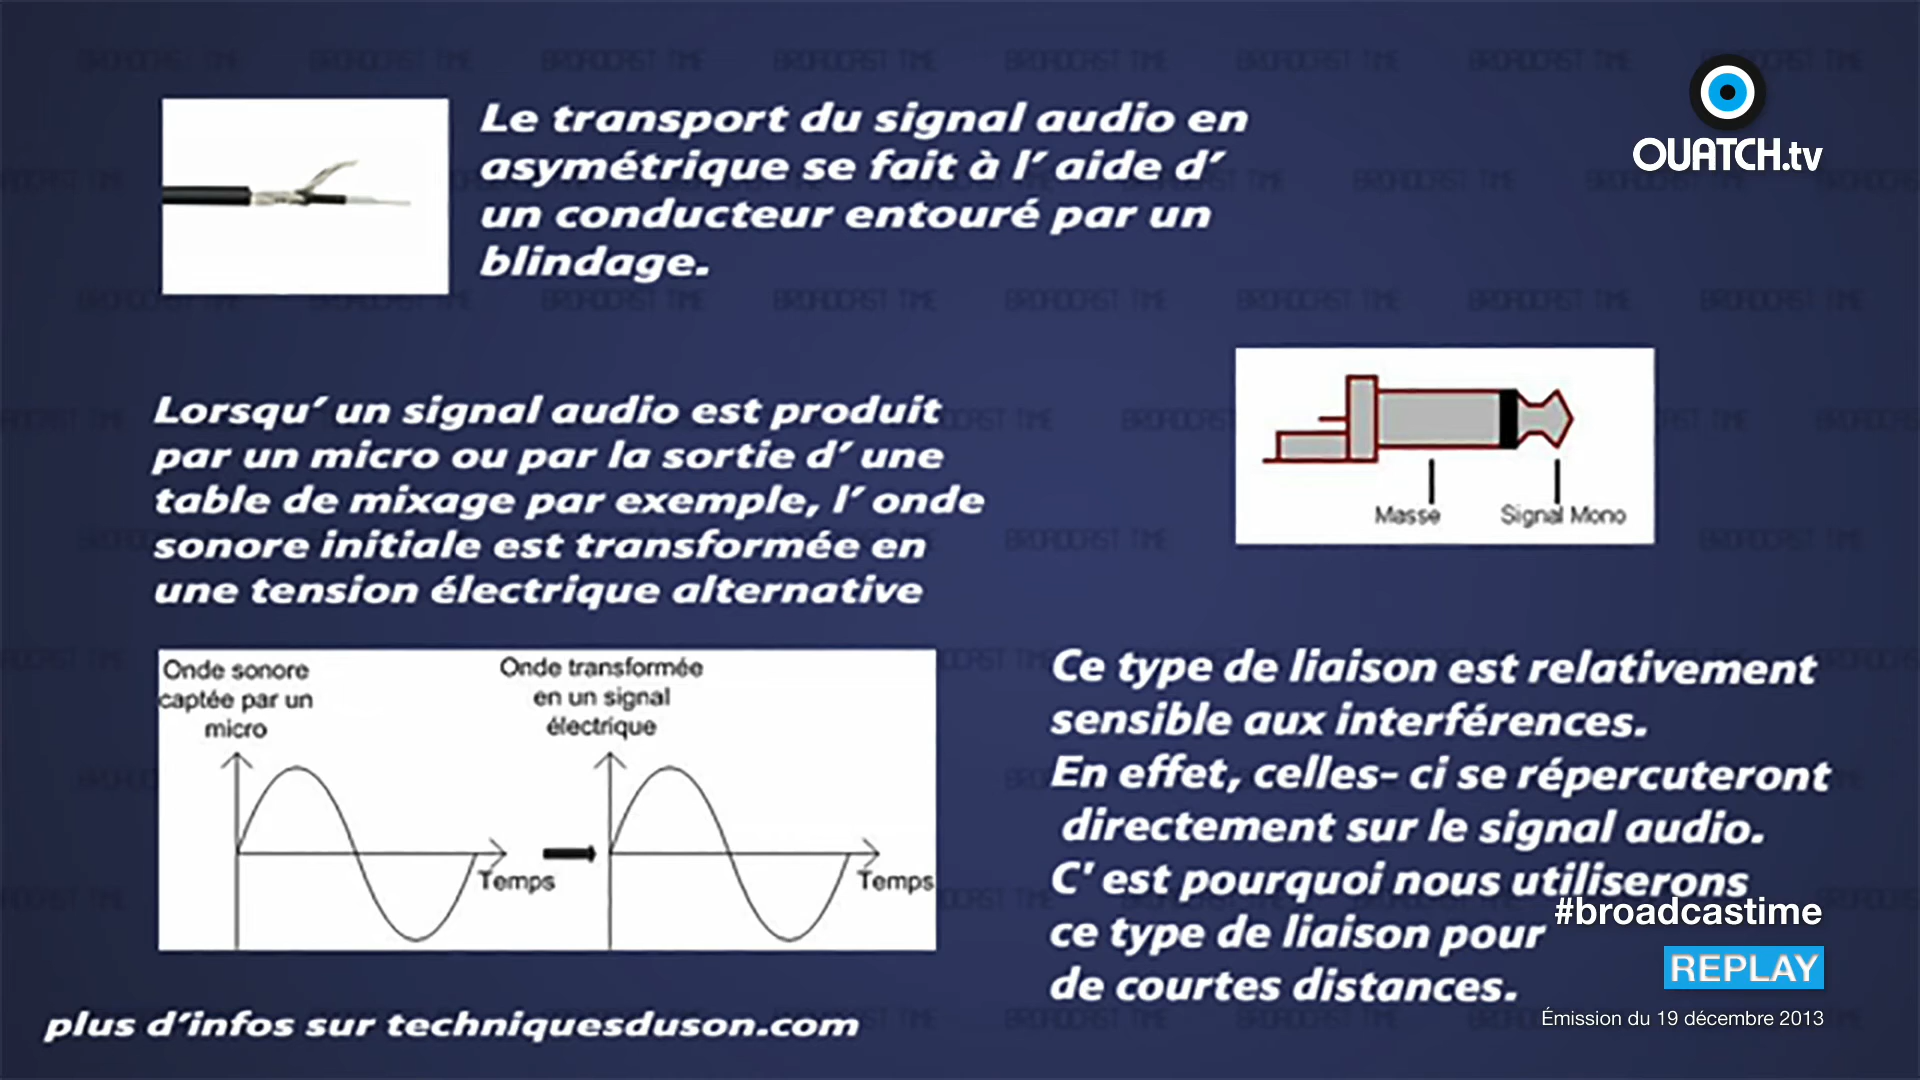 OUATCH.tv
Le transport du signal audio en
asymétrique se fait à l’ aide d’
un conducteur entouré par un
blindage.
Lorsqu’ un signal audio est produit
par un micro ou par la sortie d’ une
table de mixage par exemple, l’ onde
sonore initiale est transformée en
une tension électrique alternative
Masse
Signal Mono
Onde sonore
captée par un
micro
Temps
Onde transformée
en un signal
électrique
Temps
Ce type de liaison est relativement
sensible aux interférences.
En effet, celles- ci se répercuteront
directement sur le signal audio.
C' est pourquoi nous utiliserons
ce type de liaison pour
de courtes distances.
#broadcastime
REPLAY
Émission du 19 décembre 2013
plus d’infos sur techniquesduson.com
BROADCAST TIME